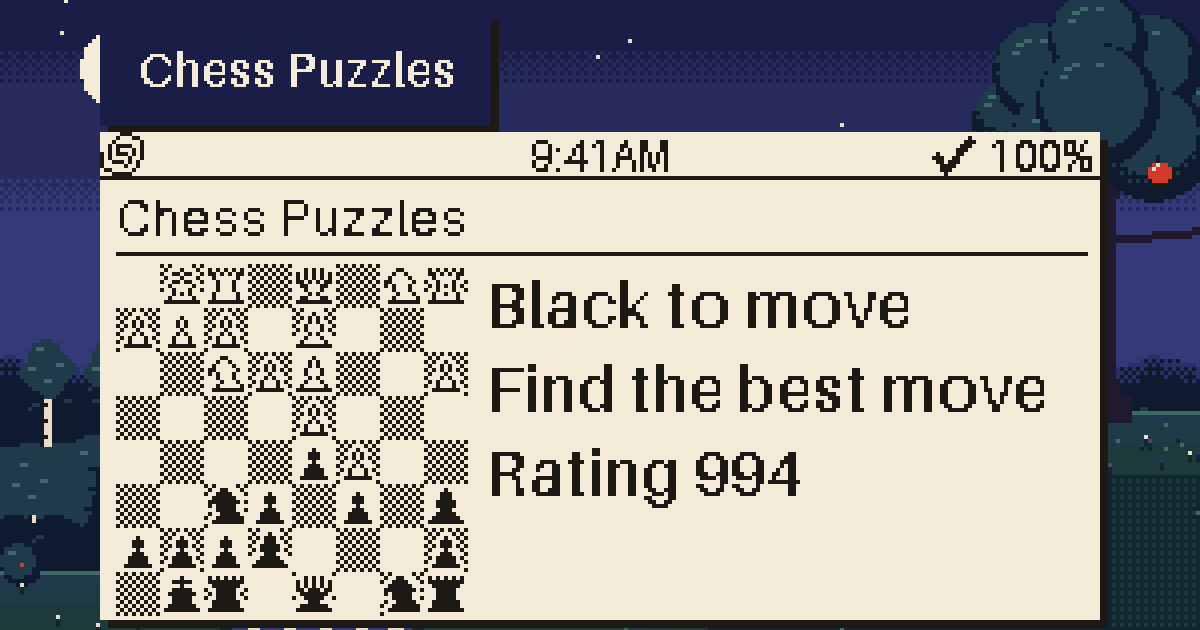 Chess Puzzles
9:41AM
100%
Chess Puzzles
Black to move
Find the best move
Rating 994